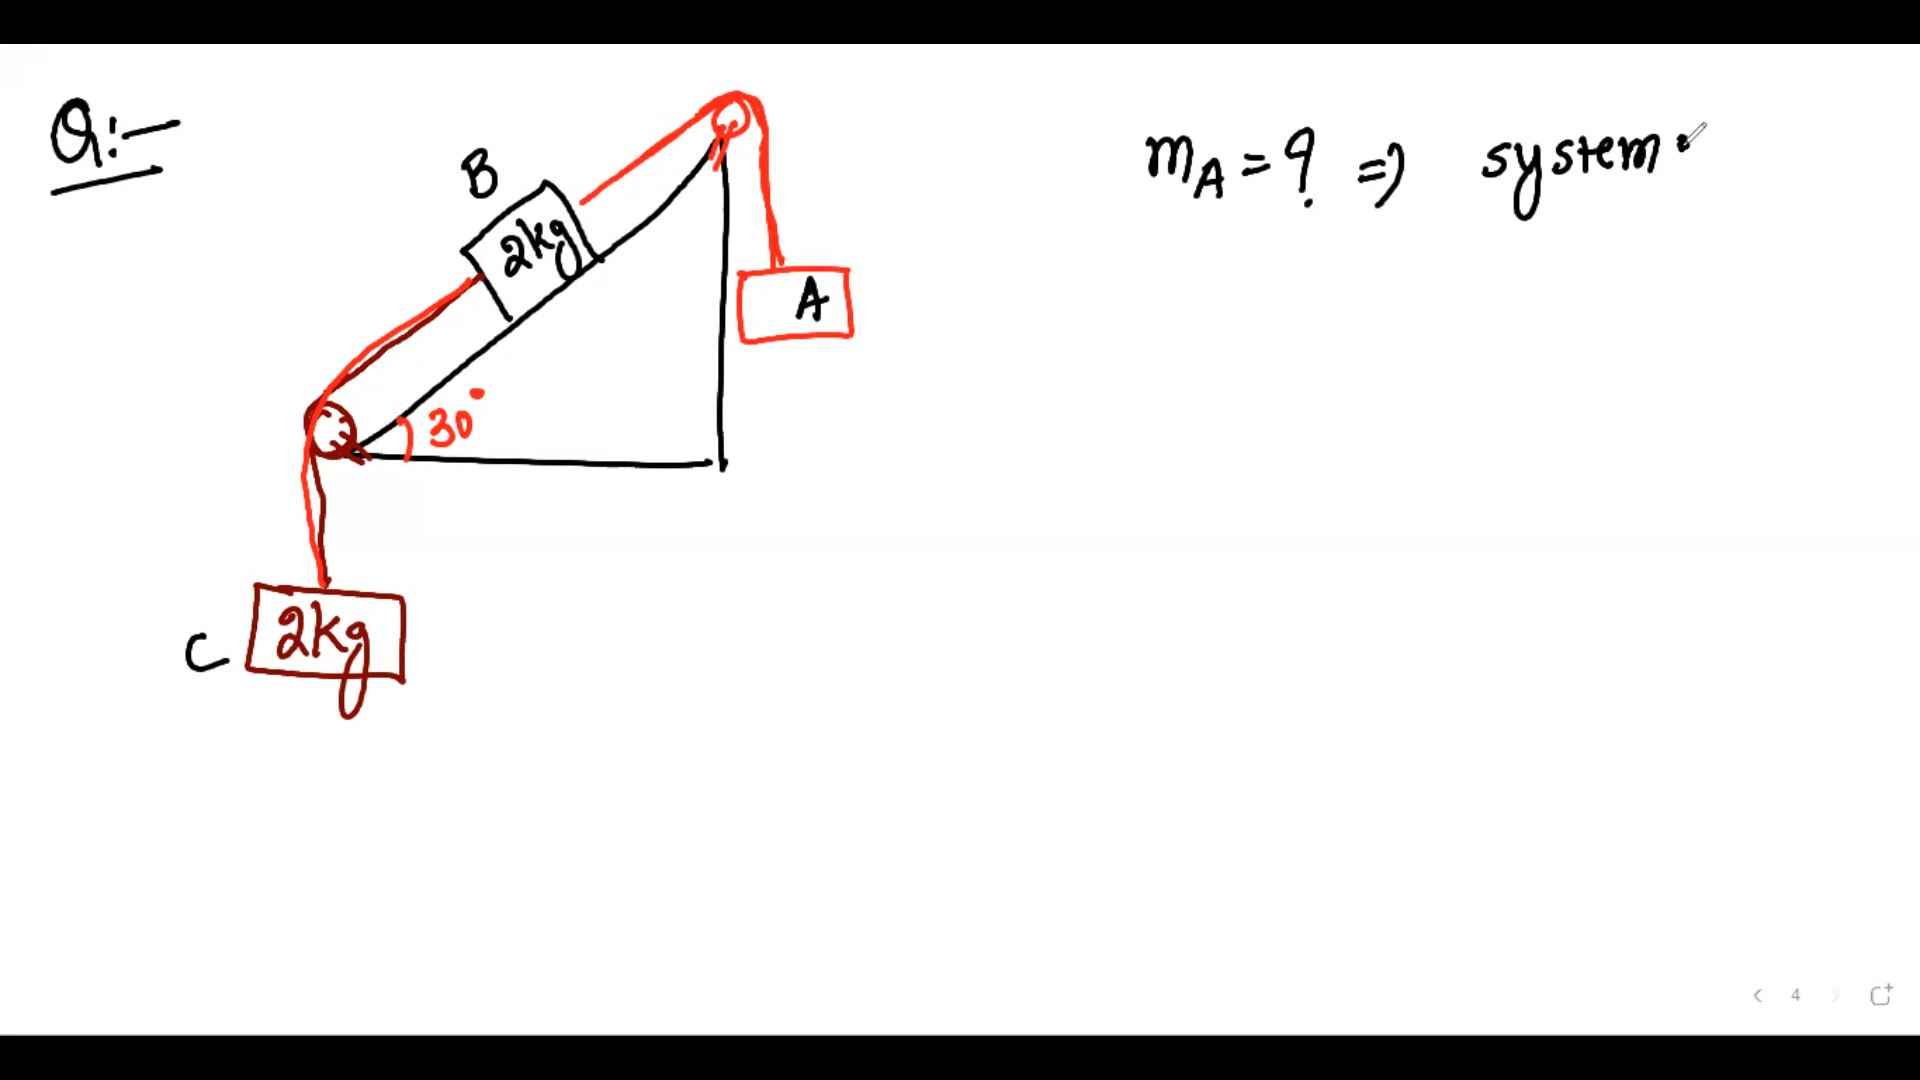 Q:-
B
2kg
A
30°
C
2kg
mA = ? ⇒ system
4